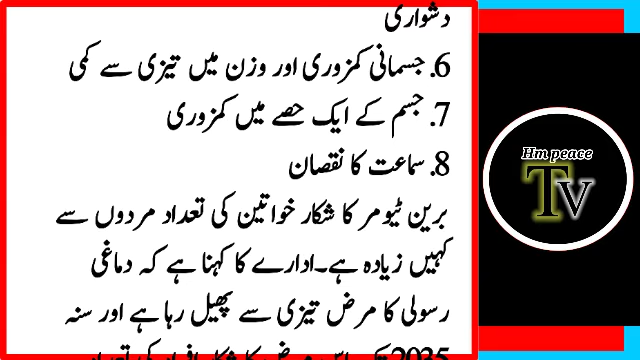 دشواری
6. جسمانی کمزوری اور وزن میں تیزی سے کمی
7. جسم کے ایک حصے میں کمزوری
8. سماعت کا نقصان
برین ٹیومر کا شکار خواتین کی تعداد مردوں سے
کہیں زیادہ ہے۔ادارے کا کہنا ہے کہ دماغی
رسولی کا مرض تیزی سے پھیل رہا ہے اور سنہ
2035
Hm peace
Tv